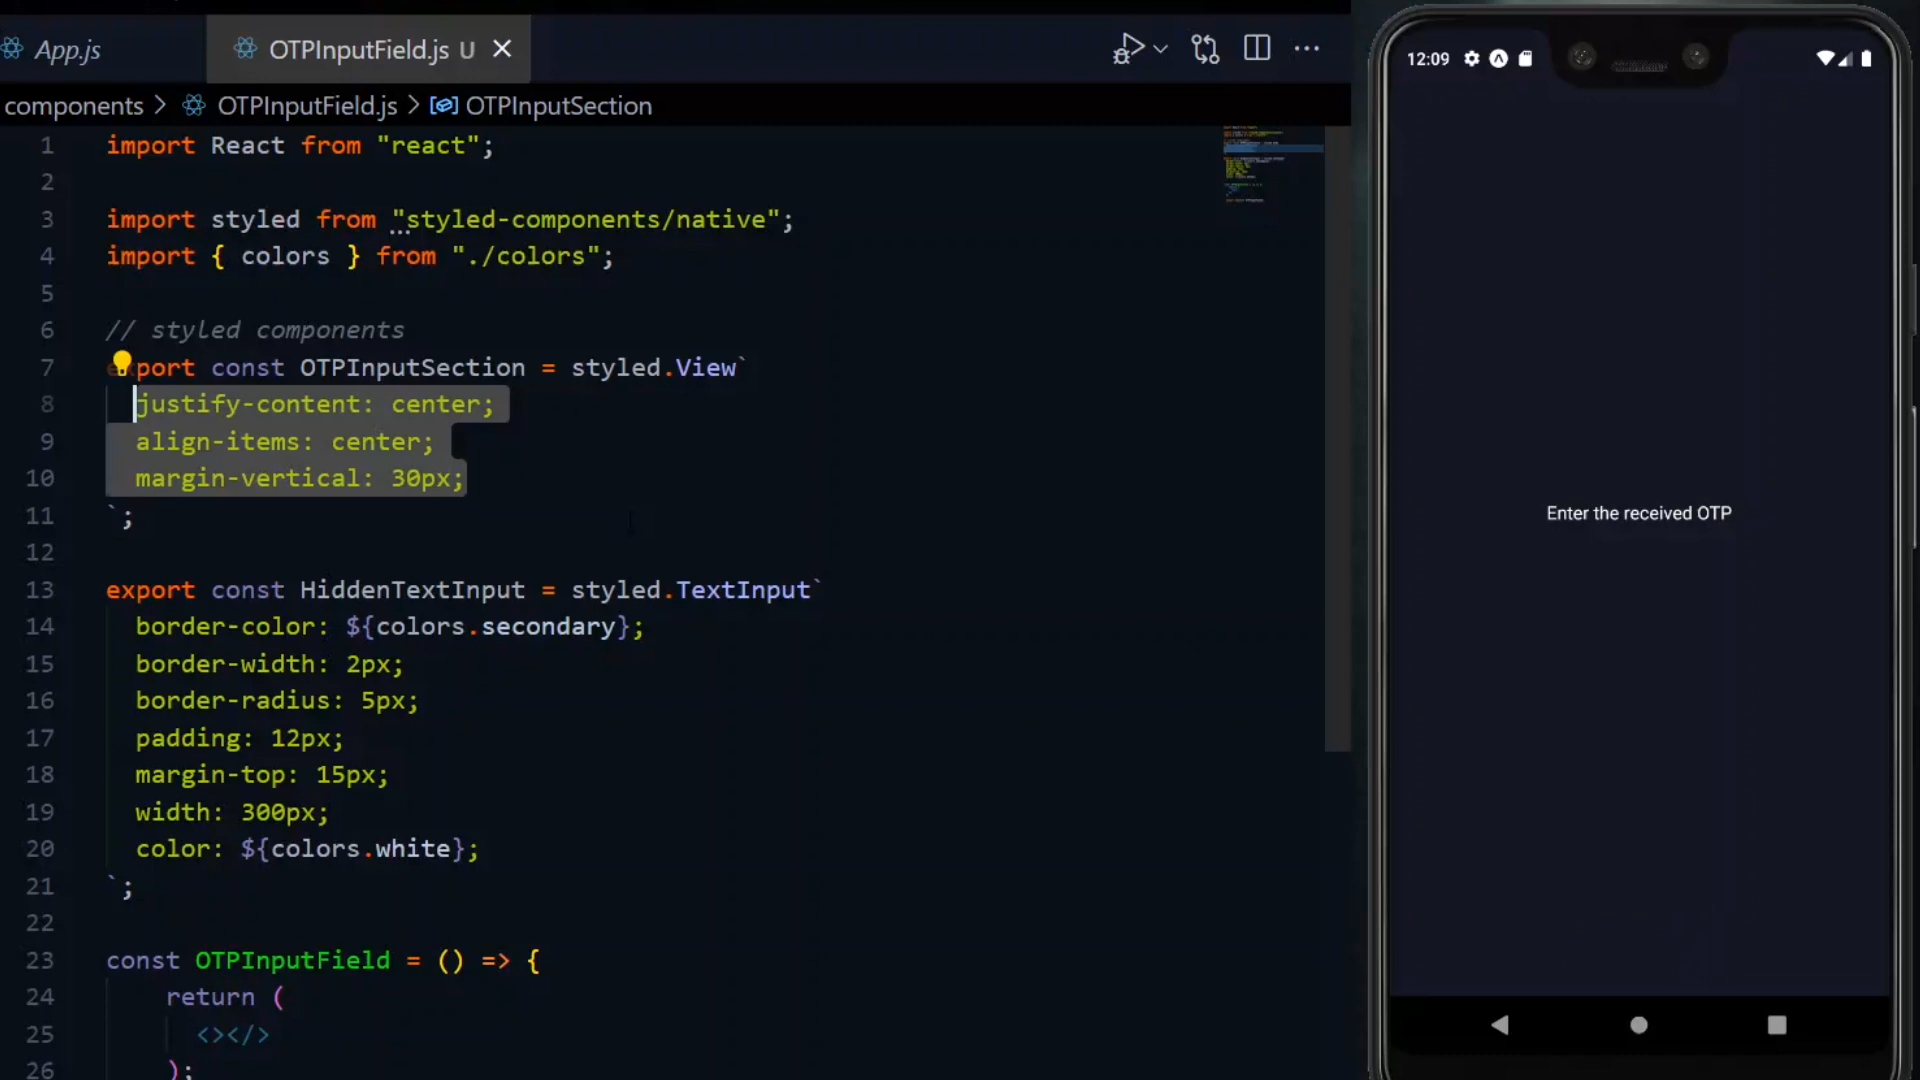 App.js
OTPInputField.js U
components > OTPInputField.js > OTPInputSection
1 import React from "react";
2
3 import styled from "styled-components/native";
4 import { colors } from "./colors";
5
6 // styled components
7 export const OTPInputSection = styled.View`
8 justify-content: center;
9 align-items: center;
10 margin-vertical: 30px;
11 `;
12
13 export const HiddenTextInput = styled.TextInput`
14 border-color: ${colors.secondary};
15 border-width: 2px;
16 border-radius: 5px;
17 padding: 12px;
18 margin-top: 15px;
19 width: 300px;
20 color: ${colors.white};
21 `;
22
23 const OTPInputField = () => {
24 return (
25 <></>
26 );
12:09
Enter the received OTP